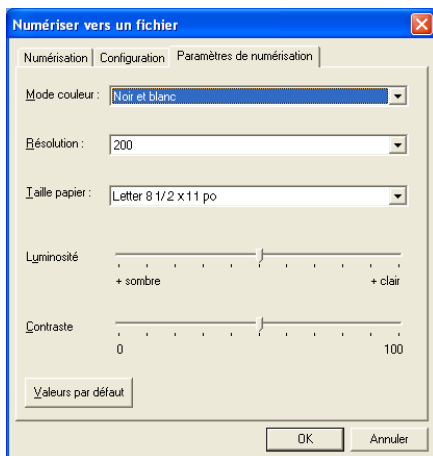 Numériser vers un fichier
Numérisation Configuration Paramètres de numérisation
Mode couleur : Noir et blanc
Résolution : 200
Taille papier : Letter 8 1/2 x 11 po
Luminosité
+ sombre + clair
Contraste
0 100
Valeurs par défaut
OK Annuler